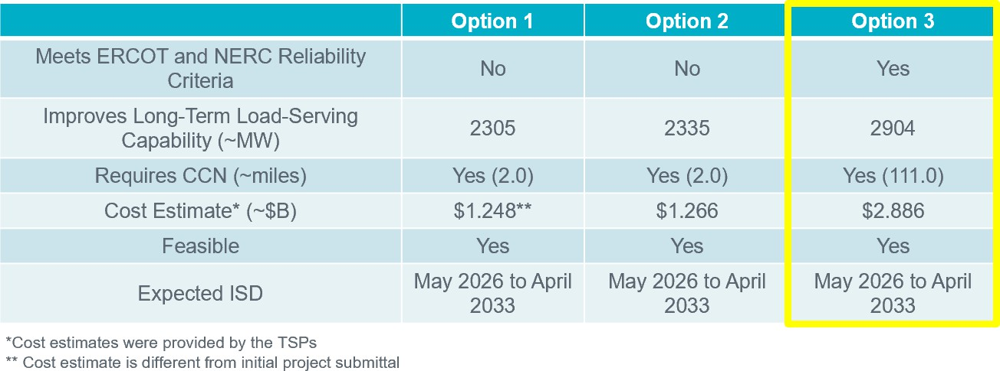 Option 1 Option 2 Option 3
Meets ERCOT and NERC Reliability
Criteria
No No Yes
Improves Long-Term Load-Serving
Capability (~MW)
2305 2335 2904
Requires CCN (~miles) Yes (2.0) Yes (2.0) Yes (111.0)
Cost Estimate* (~$B) $1.248** $1.266 $2.886
Feasible Yes Yes Yes
Expected ISD
May 2026 to April
2033
May 2026 to April
2033
May 2026 to April
2033
*Cost estimates were provided by the TSPs
** Cost estimate is different from initial project submittal